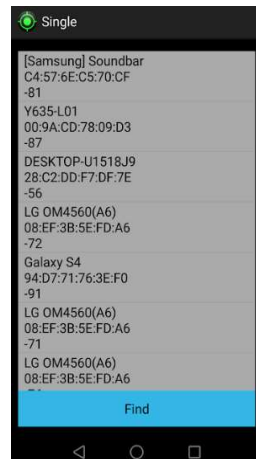 Single
[Samsung] Soundbar
C4:57:6E:C5:70:CF
-81
Y635-L01
00:9A:CD:78:09:D3
-87
DESKTOP-U1518J9
28:C2:DD:F7:DF:7E
-56
LG OM4560(A6)
08:EF:3B:5E:FD:A6
-72
Galaxy S4
94:D7:71:76:3E:F0
-91
LG OM4560(A6)
08:EF:3B:5E:FD:A6
-71
LG OM4560(A6)
08:EF:3B:5E:FD:A6
Find